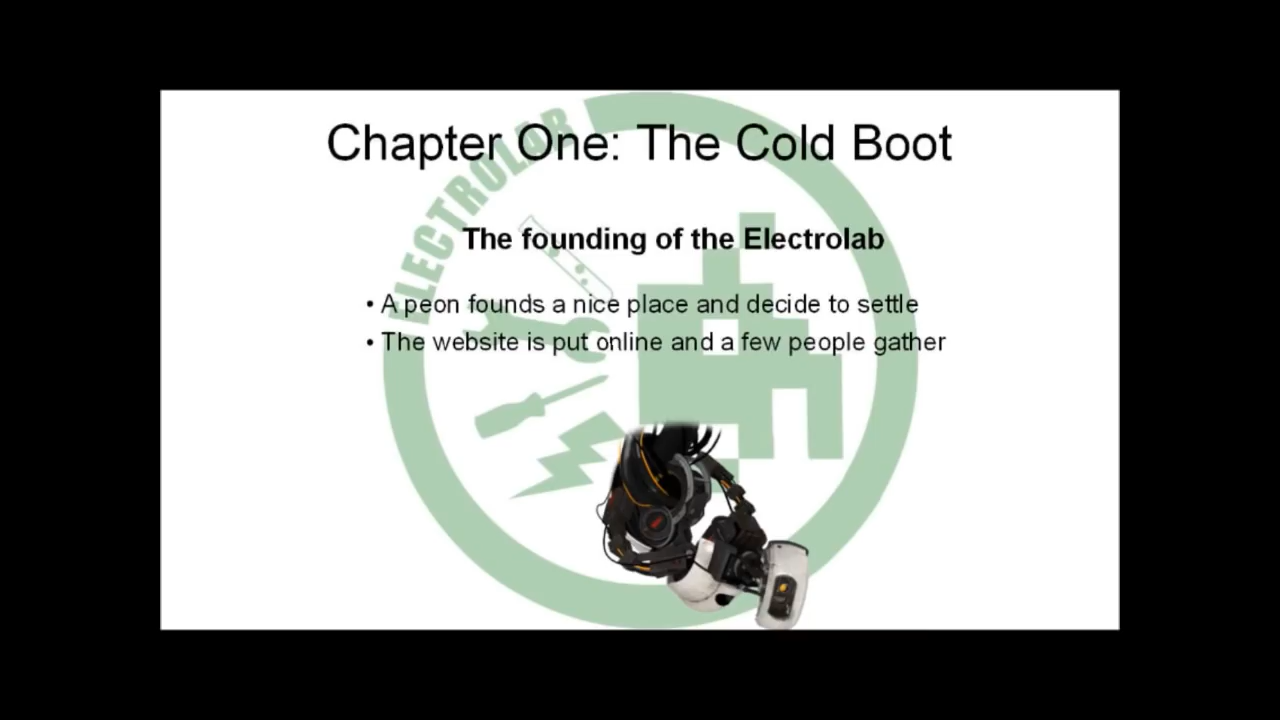 ELECTROLAB
Chapter One: The Cold Boot
The founding of the Electrolab
• A peon founds a nice place and decide to settle
• The website is put online and a few people gather